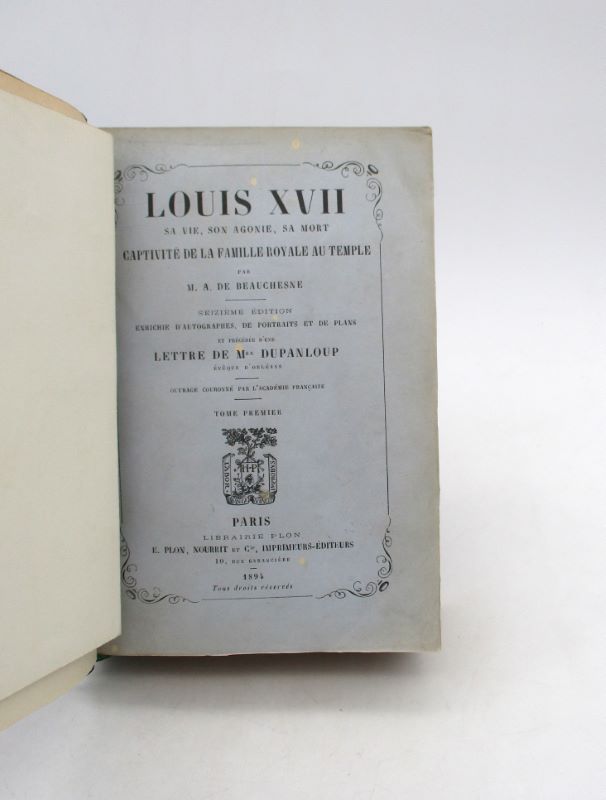 LOUIS XVII
SA VIE, SON AGONIE, SA MORT
CAPTIVITÉ DE LA FAMILLE ROYALE AU TEMPLE
PAR
M. A. DE BEAUCHESNE
SEIZIÈME ÉDITION
ENRICHIE D'AUTOGRAPHES, DE PORTRAITS ET DE PLANS
ET PRÉCÉDÉE D'UNE
LETTRE DE Mgr DUPANLOUP
ÉVÊQUE D'ORLÉANS
OUVRAGE COURONNÉ PAR L'ACADÉMIE FRANÇAISE
TOME PREMIER
LABOR
IMPROBUS
PARIS
LIBRAIRIE PLON
E. PLON, NOURRIT ET Cie, IMPRIMEURS-ÉDITEURS
10, RUE GARANCIÈRE
1894
Tous droits réservés